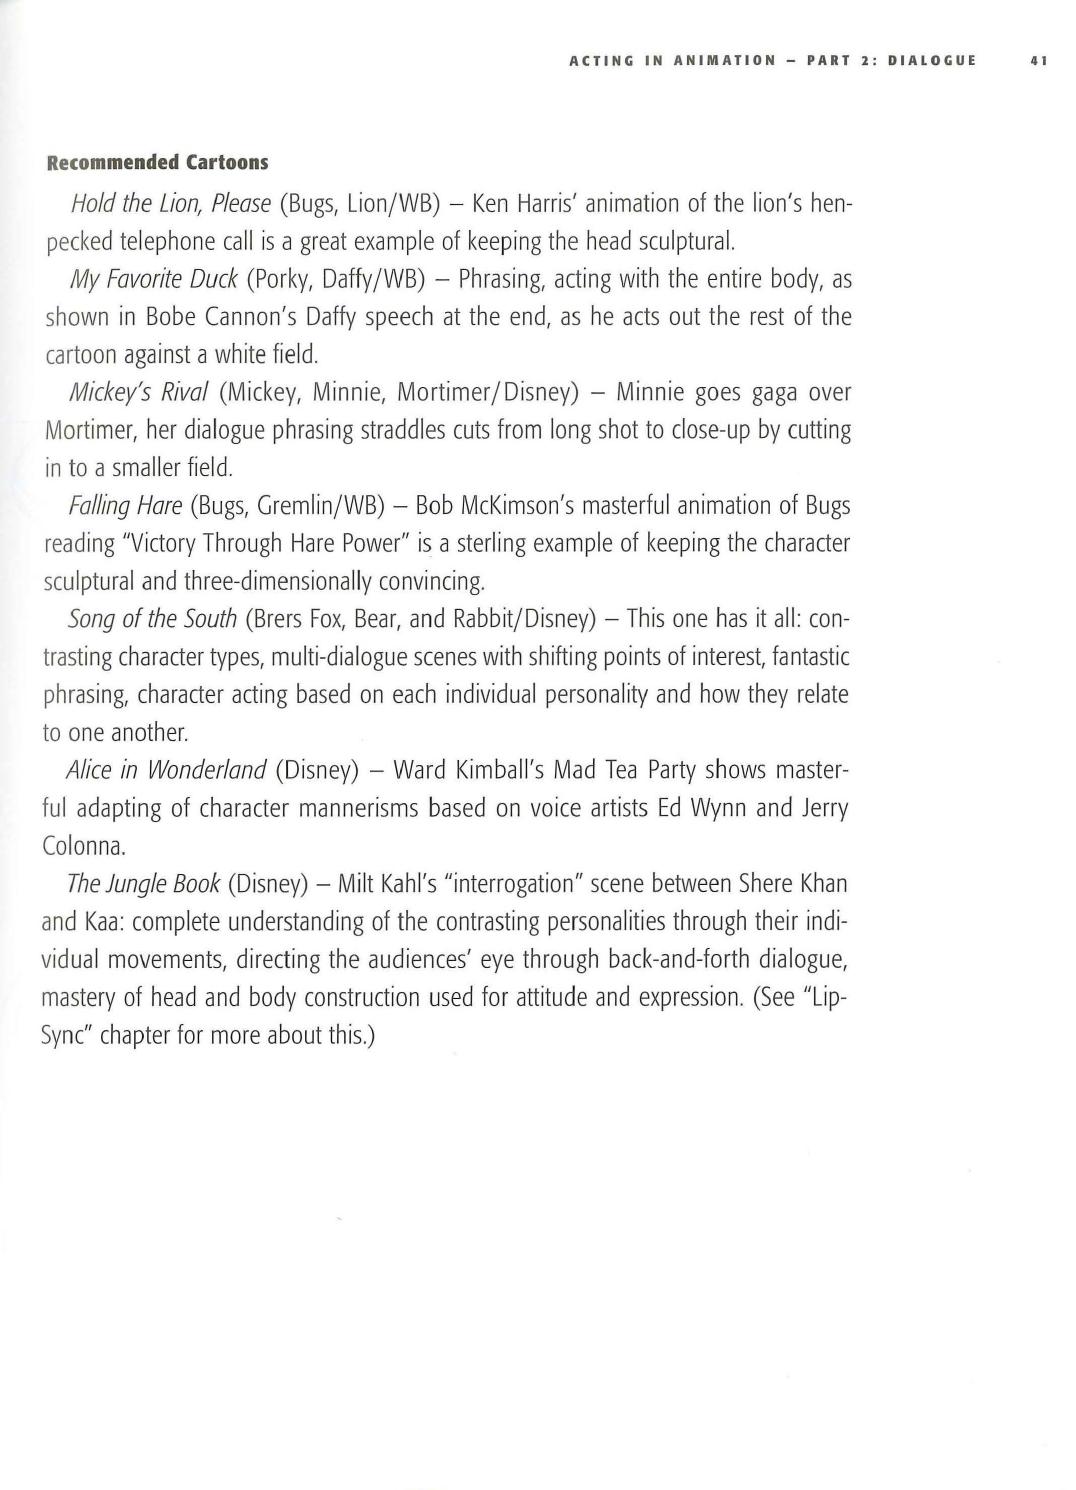 ACTING IN ANIMATION – PART 2: DIALOGUE 41
Recommended Cartoons
Hold the Lion, Please (Bugs, Lion/WB) – Ken Harris' animation of the lion's hen-
pecked telephone call is a great example of keeping the head sculptural.
My Favorite Duck (Porky, Daffy/WB) – Phrasing, acting with the entire body, as
shown in Bobe Cannon's Daffy speech at the end, as he acts out the rest of the
cartoon against a white field.
Mickey's Rival (Mickey, Minnie, Mortimer/Disney) – Minnie goes gaga over
Mortimer, her dialogue phrasing straddles cuts from long shot to close-up by cutting
in to a smaller field.
Falling Hare (Bugs, Gremlin/WB) – Bob McKimson's masterful animation of Bugs
reading "Victory Through Hare Power" is a sterling example of keeping the character
sculptural and three-dimensionally convincing.
Song of the South (Brers Fox, Bear, and Rabbit/Disney) – This one has it all: con-
trasting character types, multi-dialogue scenes with shifting points of interest, fantastic
phrasing, character acting based on each individual personality and how they relate
to one another.
Alice in Wonderland (Disney) – Ward Kimball's Mad Tea Party shows master-
ful adapting of character mannerisms based on voice artists Ed Wynn and Jerry
Colonna.
The Jungle Book (Disney) – Milt Kahl's "interrogation" scene between Shere Khan
and Kaa: complete understanding of the contrasting personalities through their indi-
vidual movements, directing the audiences' eye through back-and-forth dialogue,
mastery of head and body construction used for attitude and expression. (See "Lip-
Sync" chapter for more about this.)